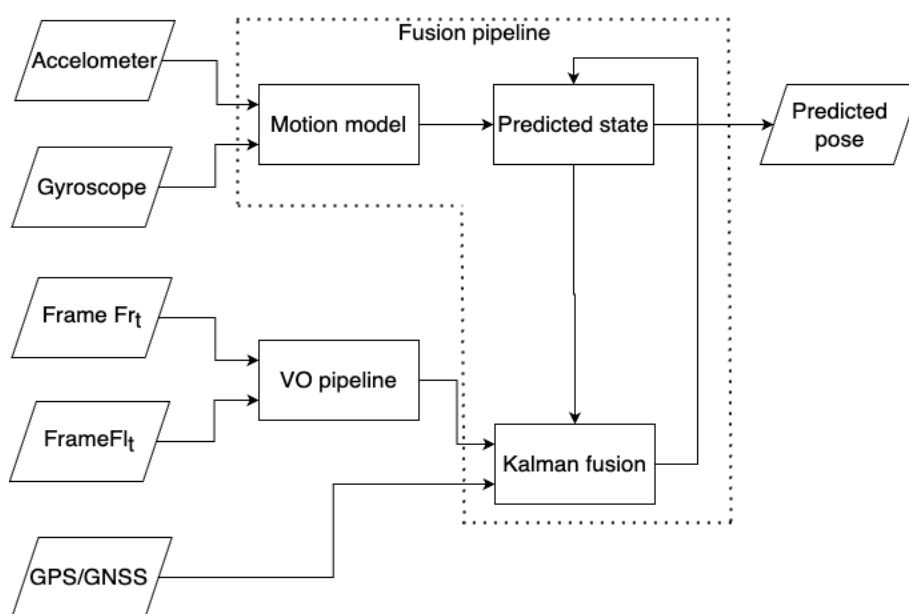 Fusion pipeline
Accelometer
Motion model
Predicted state
Predicted
pose
Gyroscope
Frame Frt
VO pipeline
FrameFlt
Kalman fusion
GPS/GNSS